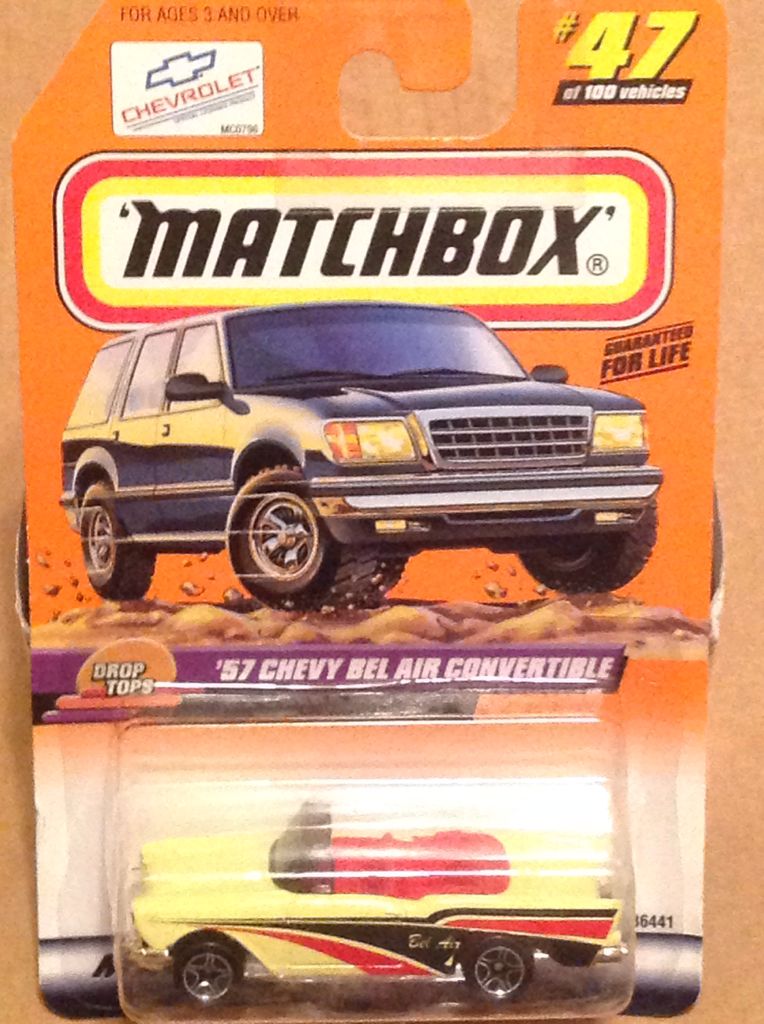 FOR AGES 3 AND OVER
CHEVROLET
MC0796
#47
of 100 vehicles
'MATCHBOX'®
GUARANTEED
FOR LIFE
DROP
TOPS
'57 CHEVY BEL AIR CONVERTIBLE
36441
Bel Air